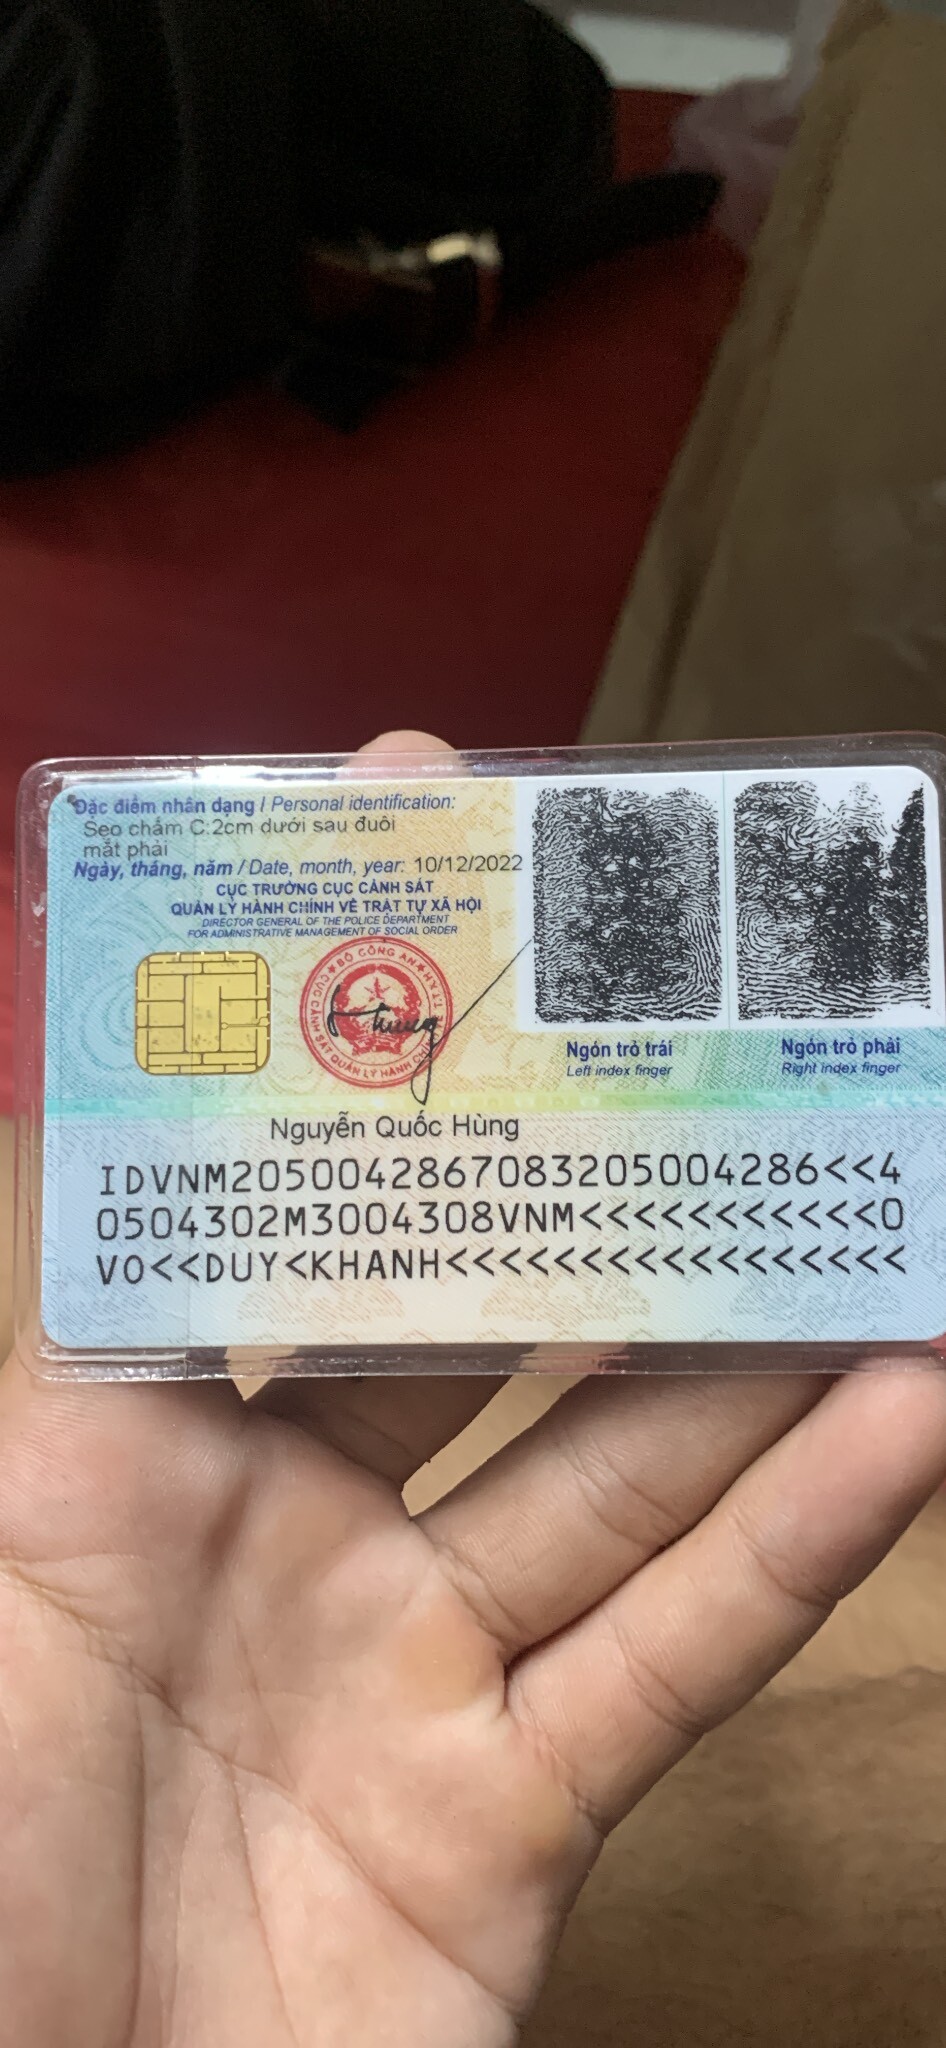 Đặc điểm nhân dạng / Personal identification:
Sẹo chấm C:2cm dưới sau đuôi
mắt phải
Ngày, tháng, năm / Date, month, year: 10/12/2022
CỤC TRƯỞNG CỤC CẢNH SÁT
QUẢN LÝ HÀNH CHÍNH VỀ TRẬT TỰ XÃ HỘI
DIRECTOR GENERAL OF THE POLICE DEPARTMENT
FOR ADMINISTRATIVE MANAGEMENT OF SOCIAL ORDER
BỘ CÔNG AN
Ngón trỏ trái
Left index finger
Ngón trỏ phải
Right index finger
Nguyễn Quốc Hùng
IDVNM2050042867083205004286<<4
0504302M3004308VNM<<<<<<<<<<<0
VO<<DUY<KHANH<<<<<<<<<<<<<<<<<